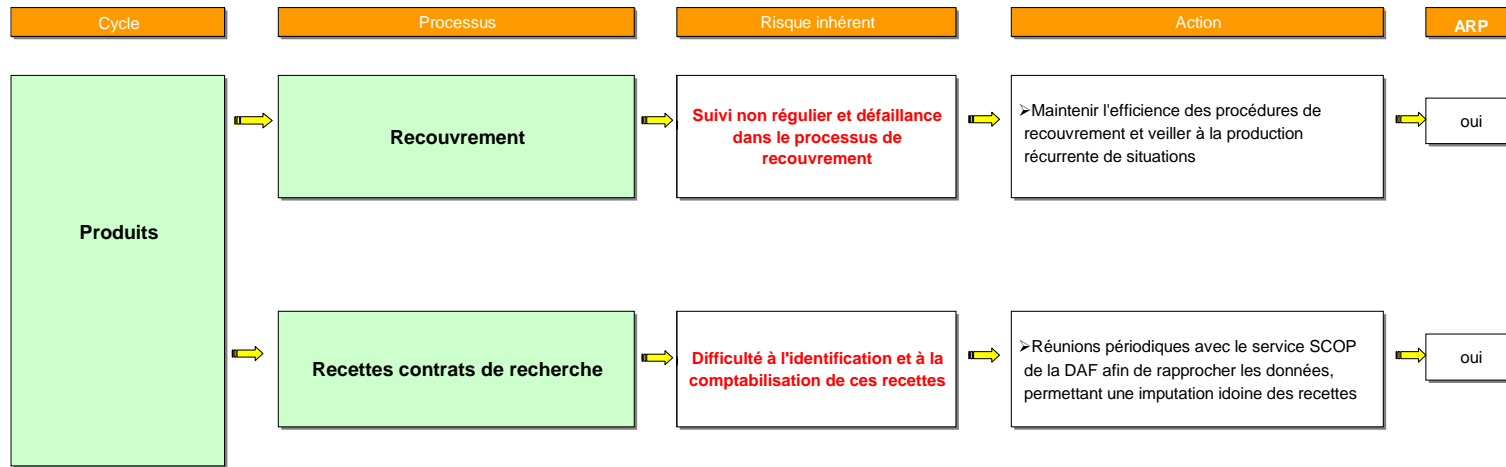 Cycle
Processus
Risque inhérent
Action
ARP
Produits
Recouvrement
Suivi non régulier et défaillance
dans le processus de
recouvrement
➢Maintenir l'efficience des procédures de
recouvrement et veiller à la production
récurrente de situations
oui
Recettes contrats de recherche
Difficulté à l'identification et à la
comptabilisation de ces recettes
➢Réunions périodiques avec le service SCOP
de la DAF afin de rapprocher les données,
permettant une imputation idoine des recettes
oui